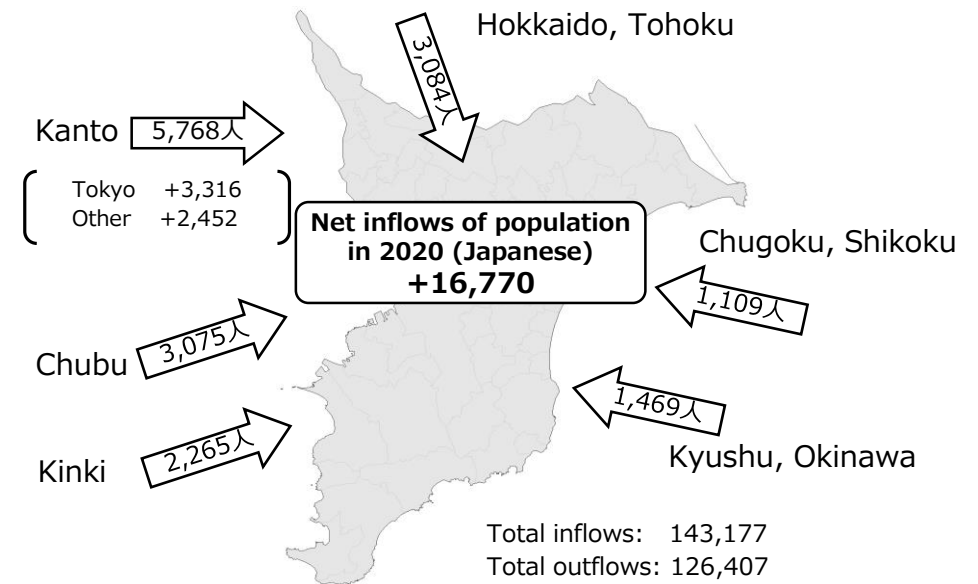 Hokkaido, Tohoku
3,084人
Kanto
5,768人
Tokyo +3,316
Other +2,452
Net inflows of population
in 2020 (Japanese)
+16,770
Chugoku, Shikoku
1,109人
Chubu
3,075人
1,469人
Kyushu, Okinawa
Kinki
2,265人
Total inflows: 143,177
Total outflows: 126,407